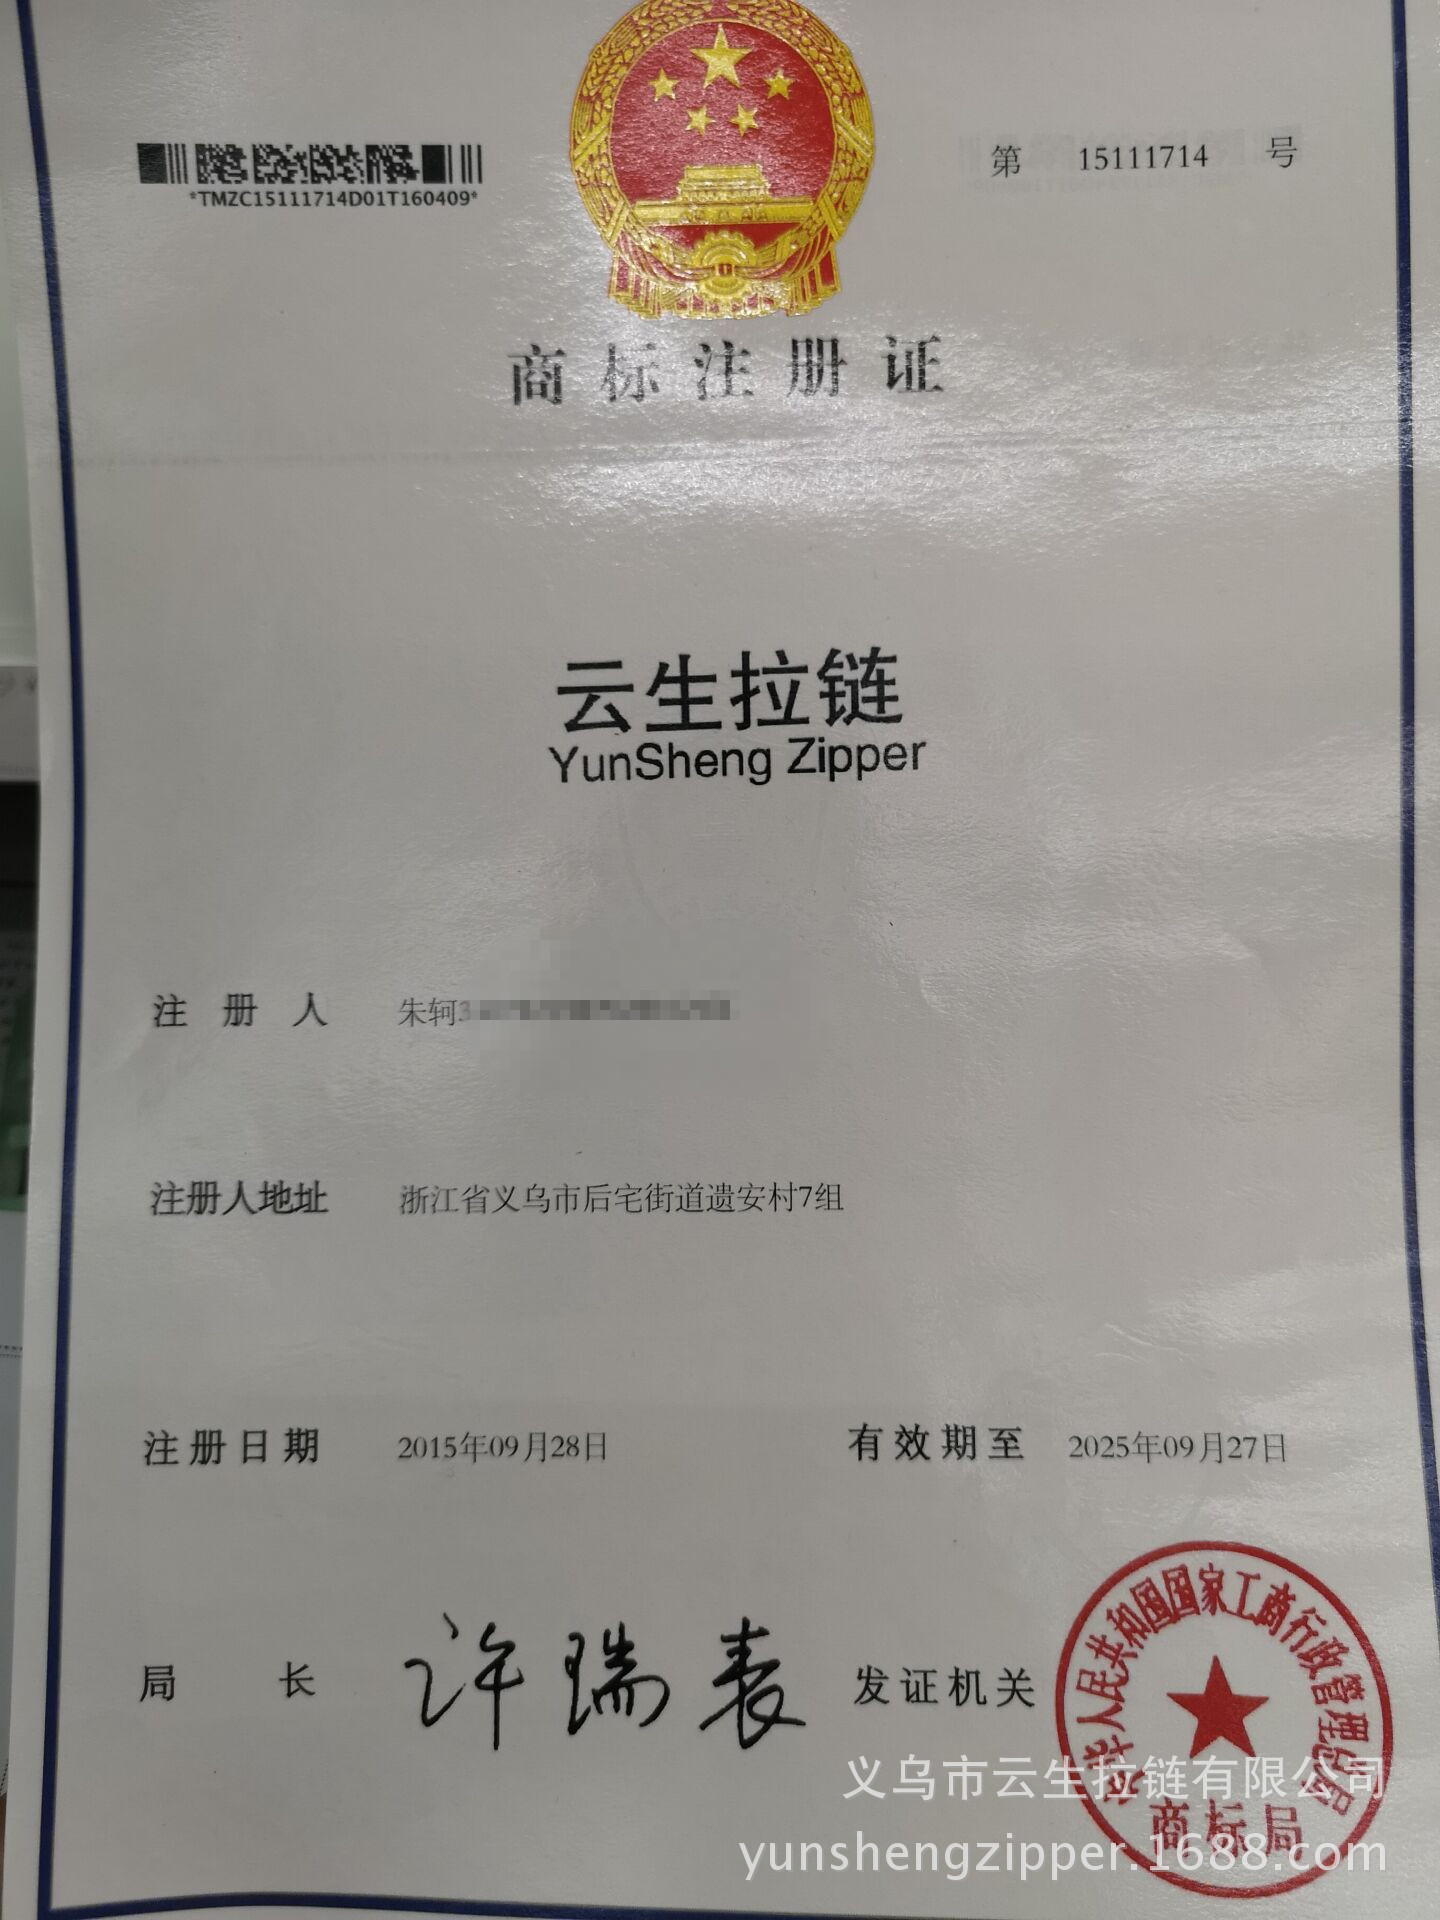 *TMZC15111714D01T160409*
第 15111714 号
商标注册证
云生拉链
YunSheng Zipper
注册人 朱轲3
注册人地址 浙江省义乌市后宅街道遗安村7组
注册日期 2015年09月28日 有效期至 2025年09月27日
局长 许瑞表 发证机关
中华人民共和国国家工商行政管理总局
商标局
义乌市云生拉链有限公司
yunshengzipper.1688.com